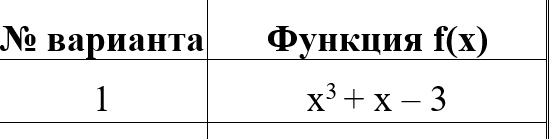 № варианта Функция f(x)
1 x³ + x – 3